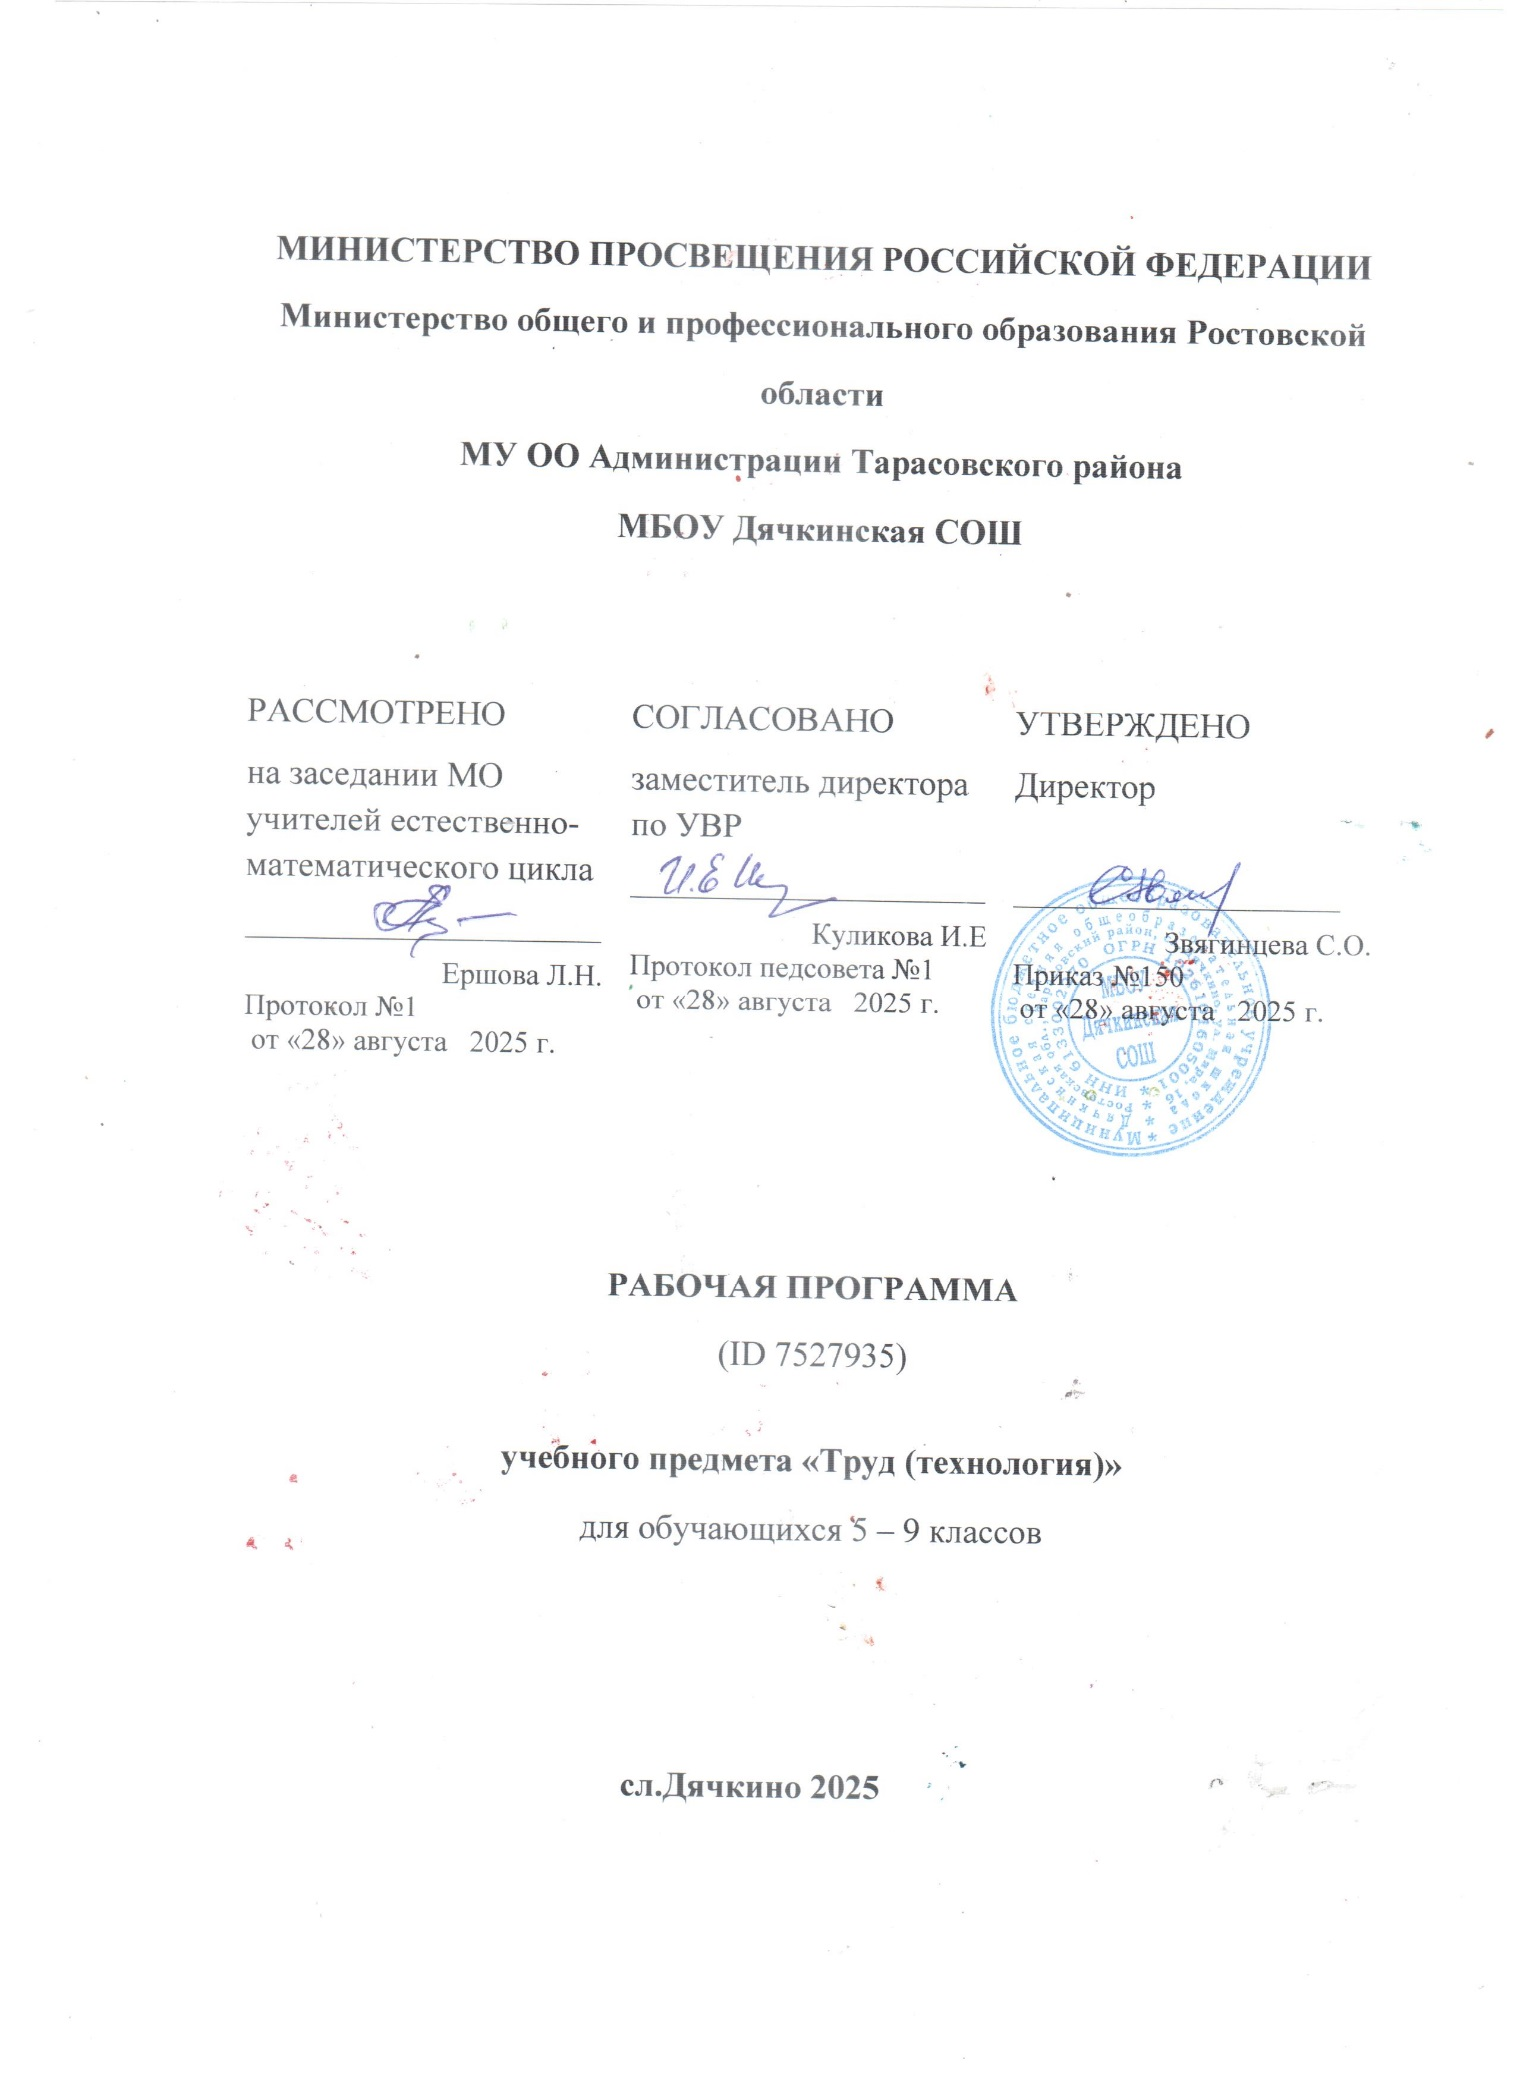 МИНИСТЕРСТВО ПРОСВЕЩЕНИЯ РОССИЙСКОЙ ФЕДЕРАЦИИ
Министерство общего и профессионального образования Ростовской
области
МУ ОО Администрации Тарасовского района
МБОУ Дячкинская СОШ
РАССМОТРЕНО
на заседании МО
учителей естественно-
математического цикла
Ершова Л.Н.
Протокол №1
от «28» августа 2025 г.
СОГЛАСОВАНО
заместитель директора
по УВР
Куликова И.Е
Протокол педсовета №1
от «28» августа 2025 г.
УТВЕРЖДЕНО
Директор
Звягинцева С.О.
Приказ №150
от «28» августа 2025 г.
МБОУ
Дячкинская
СОШ
РАБОЧАЯ ПРОГРАММА
(ID 7527935)
учебного предмета «Труд (технология)»
для обучающихся 5 – 9 классов
сл.Дячкино 2025